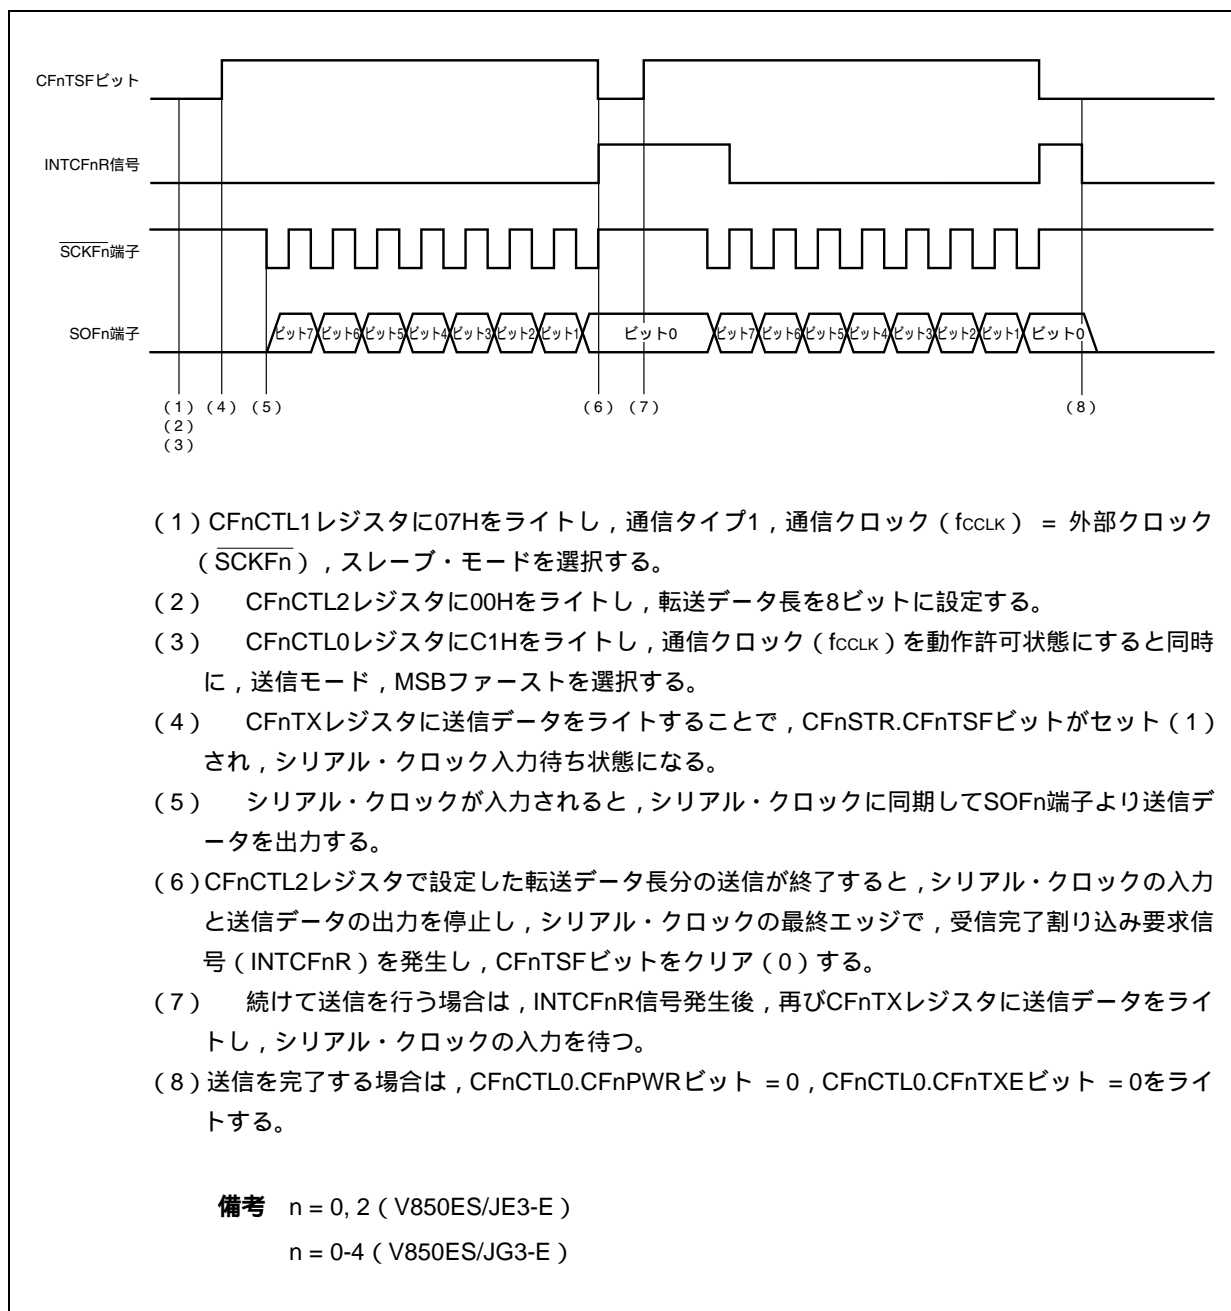 CFnTSFビット
INTCFnR信号
SCKFn端子
SOFn端子
ビット7 ビット6 ビット5 ビット4 ビット3 ビット2 ビット1 ビット0 ビット7 ビット6 ビット5 ビット4 ビット3 ビット2 ビット1 ビット0
(1) (4) (5) (6) (7) (8)
(2)
(3)
(1)CFnCTL1レジスタに07Hをライトし，通信タイプ1，通信クロック（fCCLK）= 外部クロック
（SCKFn），スレーブ・モードを選択する。
(2) CFnCTL2レジスタに00Hをライトし，転送データ長を8ビットに設定する。
(3) CFnCTL0レジスタにC1Hをライトし，通信クロック（fCCLK）を動作許可状態にすると同時
に，送信モード，MSBファーストを選択する。
(4) CFnTXレジスタに送信データをライトすることで，CFnSTR.CFnTSFビットがセット（1）
され，シリアル・クロック入力待ち状態になる。
(5) シリアル・クロックが入力されると，シリアル・クロックに同期してSOFn端子より送信デ
ータを出力する。
(6)CFnCTL2レジスタで設定した転送データ長分の送信が終了すると，シリアル・クロックの入力
と送信データの出力を停止し，シリアル・クロックの最終エッジで，受信完了割り込み要求信
号（INTCFnR）を発生し，CFnTSFビットをクリア（0）する。
(7) 続けて送信を行う場合は，INTCFnR信号発生後，再びCFnTXレジスタに送信データをライ
トし，シリアル・クロックの入力を待つ。
(8)送信を完了する場合は，CFnCTL0.CFnPWRビット = 0，CFnCTL0.CFnTXEビット = 0をライ
トする。
備考 n = 0, 2（V850ES/JE3-E）
n = 0-4（V850ES/JG3-E）